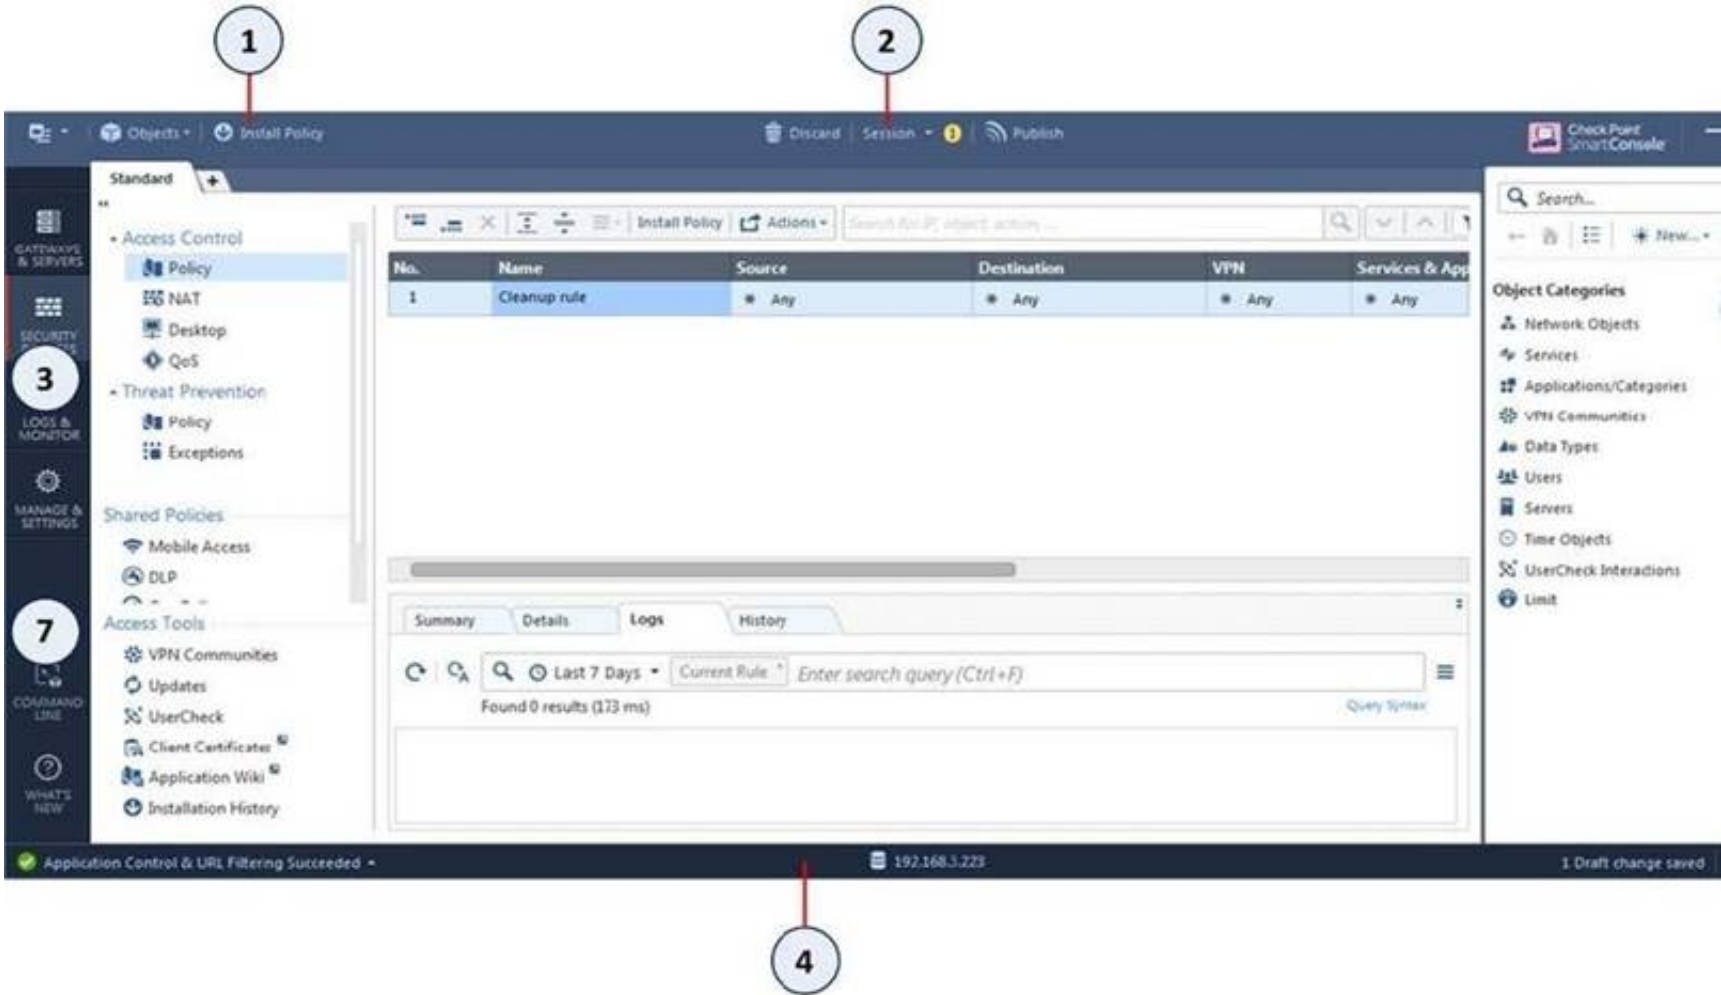 1
2
Objects
Install Policy
Discard
Session
Publish
Check Point
SmartConsole
Standard
+
GATEWAYS
& SERVERS
SECURITY
3
LOGS &
MONITOR
MANAGE &
SETTINGS
7
COMMAND
LINE
WHAT'S
NEW
Access Control
Policy
NAT
Desktop
QoS
Threat Prevention
Policy
Exceptions
Shared Policies
Mobile Access
DLP
Access Tools
VPN Communities
Updates
UserCheck
Client Certificates
Application Wiki
Installation History
Install Policy
Actions
Search for IP, object, action ...
No. Name Source Destination VPN Services & App
1 Cleanup rule * Any * Any * Any * Any
Summary Details Logs History
Last 7 Days Current Rule Enter search query (Ctrl+F)
Found 0 results (173 ms)
Query Syntax
Search...
New...
Object Categories
Network Objects
Services
Applications/Categories
VPN Communities
Data Types
Users
Servers
Time Objects
UserCheck Interactions
Limit
Application Control & URL Filtering Succeeded
192.168.3.223
1 Draft change saved
4